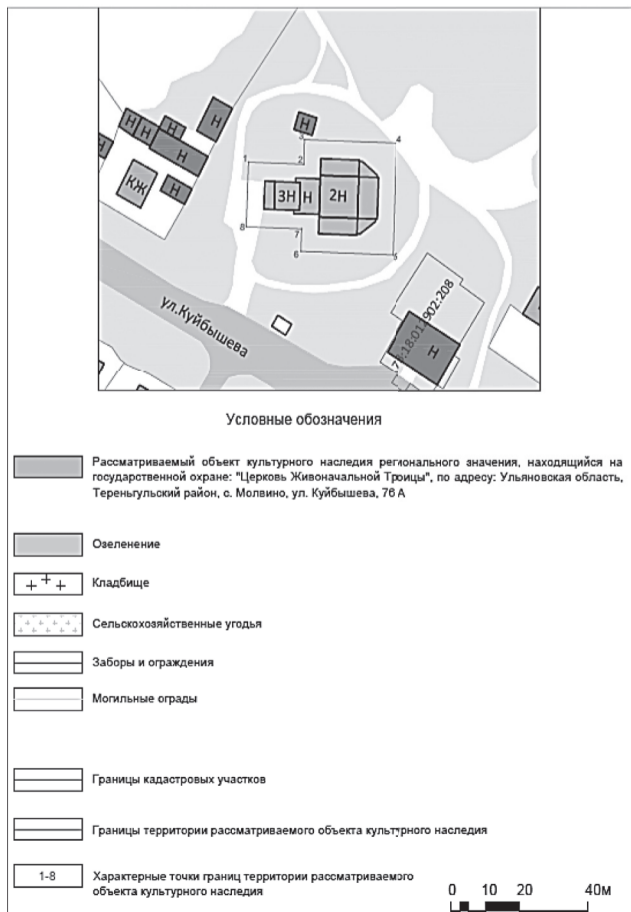 Н
Н
Н
Н
Н
Н
Н
КЖ
Н
3
4
1
2
3Н
Н
2Н
8
7
6
5
ул.Куйбышева
Н
Условные обозначения
Рассматриваемый объект культурного наследия регионального значения, находящийся на
государственной охране: "Церковь Живоначальной Троицы", по адресу: Ульяновская область,
Тереньгульский район, с. Молвино, ул. Куйбышева, 76 А
Озеленение
Кладбище
Сельскохозяйственные угодья
Заборы и ограждения
Могильные ограды
Границы кадастровых участков
Границы территории рассматриваемого объекта культурного наследия
1-8
Характерные точки границ территории рассматриваемого
объекта культурного наследия
0 10 20 40м